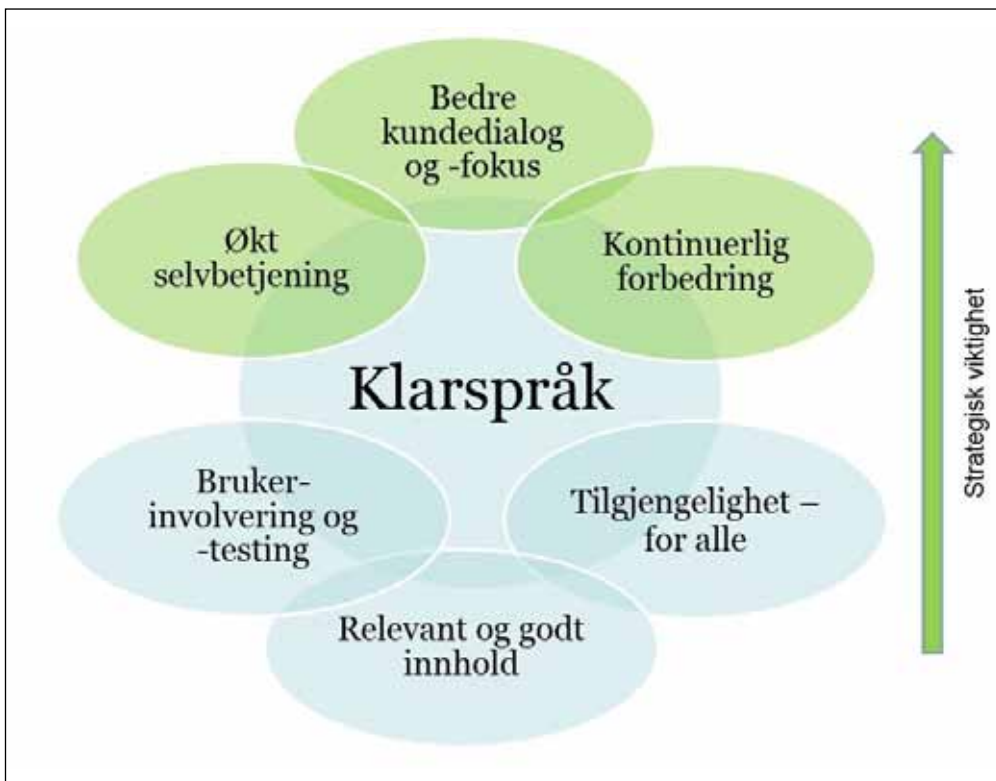 Bedre
kundedialog
og -fokus
Økt
selvbetjening
Kontinuerlig
forbedring
Klarspråk
Bruker-
involvering og
-testing
Tilgjengelighet –
for alle
Relevant og godt
innhold
Strategisk viktighet